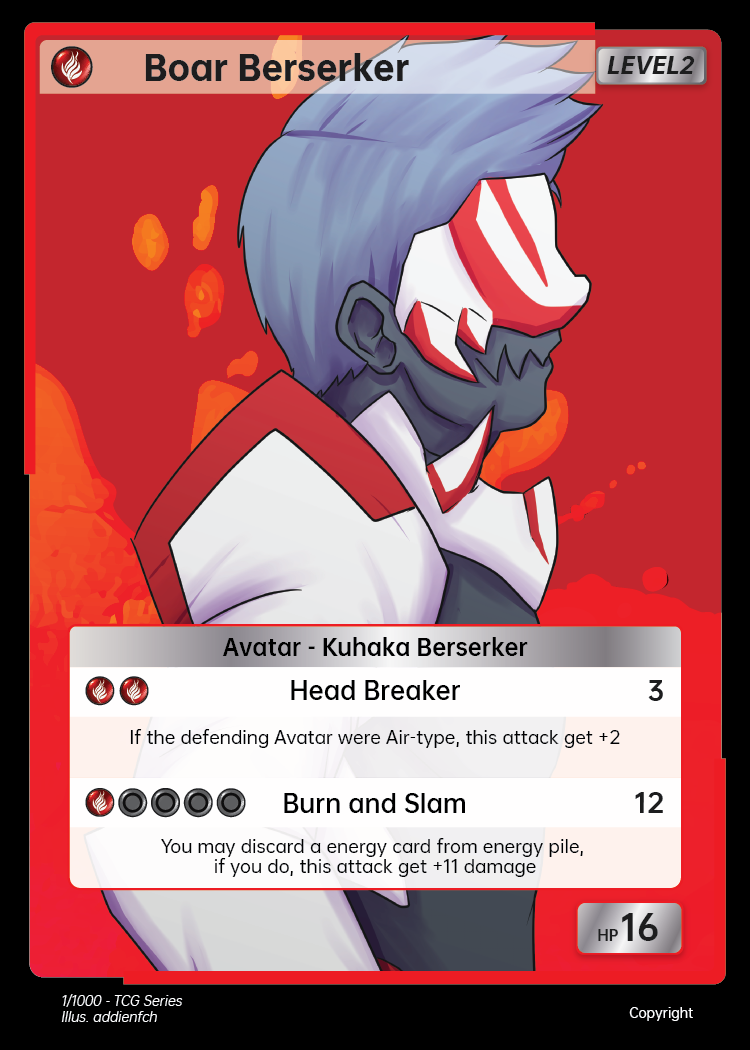 Boar Berserker
LEVEL2
Avatar - Kuhaka Berserker
Head Breaker 3
If the defending Avatar were Air-type, this attack get +2
Burn and Slam 12
You may discard a energy card from energy pile,
if you do, this attack get +11 damage
HP 16
1/1000 - TCG Series
Illus. addienfch
Copyright